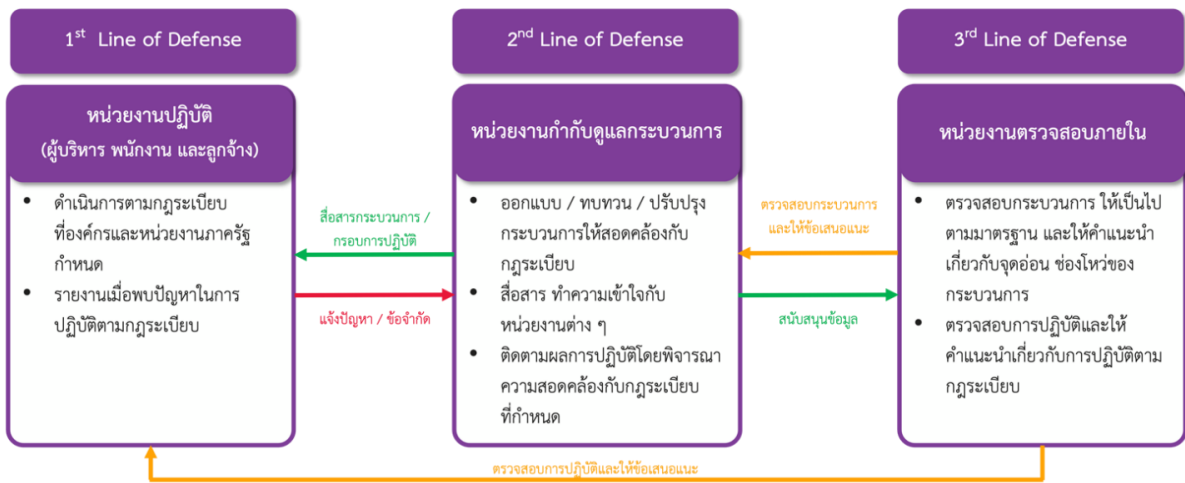 1st Line of Defense
หน่วยงานปฏิบัติ
(ผู้บริหาร พนักงาน และลูกจ้าง)
• ดำเนินการตามกฎระเบียบ
ที่องค์กรและหน่วยงานภาครัฐ
กำหนด
• รายงานเมื่อพบปัญหาในการ
ปฏิบัติตามกฎระเบียบ
สื่อสารกระบวนการ /
กรอบการปฏิบัติ
แจ้งปัญหา / ข้อจำกัด
2nd Line of Defense
หน่วยงานกำกับดูแลกระบวนการ
• ออกแบบ / ทบทวน / ปรับปรุง
กระบวนการให้สอดคล้องกับ
กฎระเบียบ
• สื่อสาร ทำความเข้าใจกับ
หน่วยงานต่าง ๆ
• ติดตามผลการปฏิบัติโดยพิจารณา
ความสอดคล้องกับกฎระเบียบ
ที่กำหนด
ตรวจสอบกระบวนการ
และให้ข้อเสนอแนะ
สนับสนุนข้อมูล
3rd Line of Defense
หน่วยงานตรวจสอบภายใน
• ตรวจสอบกระบวนการ ให้เป็นไป
ตามมาตรฐาน และให้คำแนะนำ
เกี่ยวกับจุดอ่อน ช่องโหว่ของ
กระบวนการ
• ตรวจสอบการปฏิบัติและให้
คำแนะนำเกี่ยวกับการปฏิบัติตาม
กฎระเบียบ
ตรวจสอบการปฏิบัติและให้ข้อเสนอแนะ